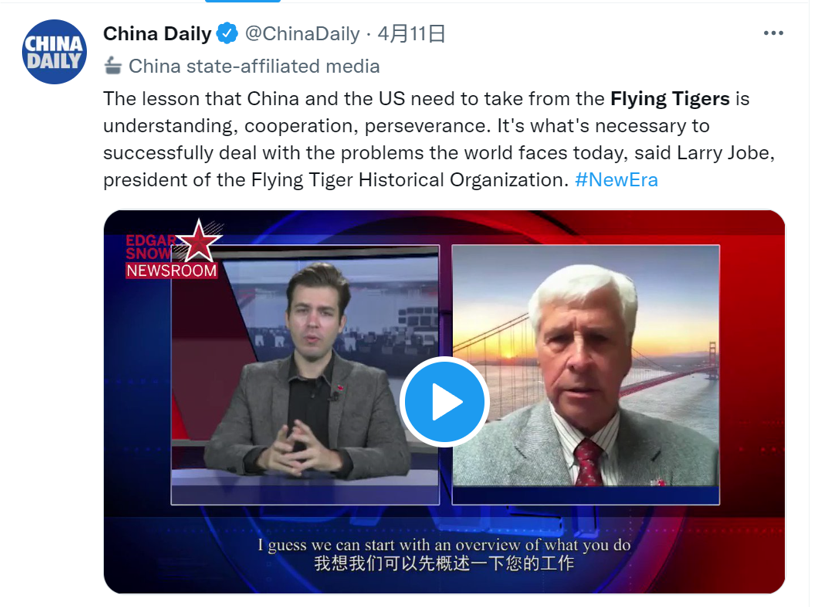 CHINA
DAILY
China Daily @ChinaDaily · 4月11日
China state-affiliated media
The lesson that China and the US need to take from the Flying Tigers is
understanding, cooperation, perseverance. It's what's necessary to
successfully deal with the problems the world faces today, said Larry Jobe,
president of the Flying Tiger Historical Organization. #NewEra
EDGAR
SNOW
NEWSROOM
I guess we can start with an overview of what you do
我想我们可以先概述一下您的工作